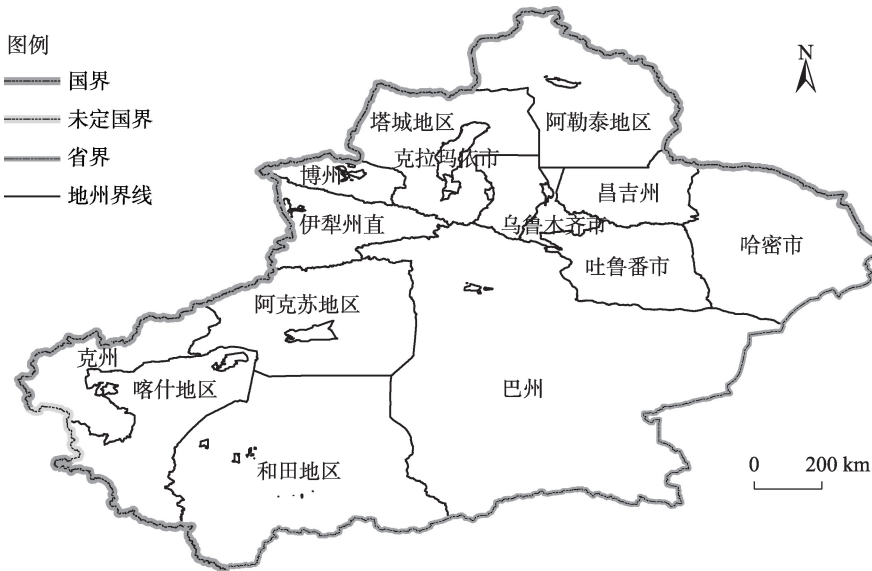 图例
国界
未定国界
省界
地州界线
N
塔城地区
阿勒泰地区
克拉玛依市
博州
昌吉州
伊犁州直
乌鲁木齐市
哈密市
吐鲁番市
阿克苏地区
克州
喀什地区
巴州
和田地区
0 200 km